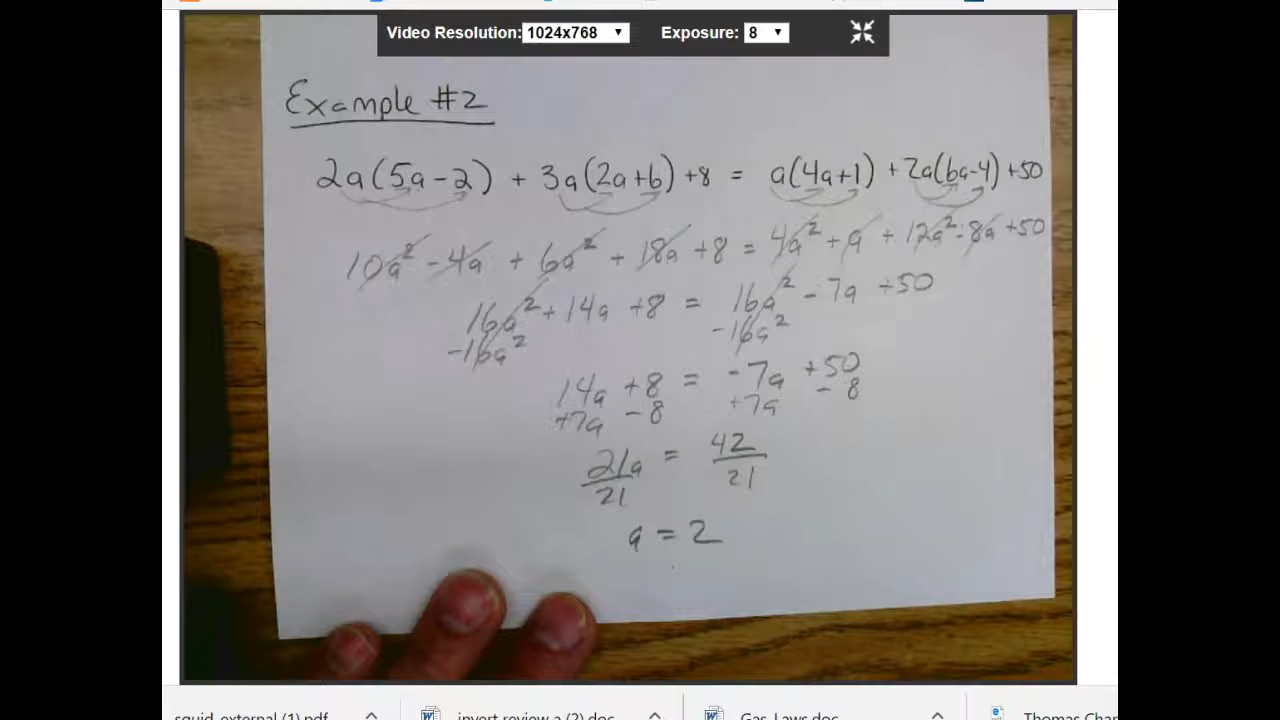 Video Resolution: 1024x768 Exposure: 8
Example #2
2a(5a-2) + 3a(2a+6) +8 = a(4a+1) +2a(6a-4) +50
10a² -4a + 6a² + 18a +8 = 4a² + a + 12a² - 8a +50
16a² + 14a +8 = 16a² - 7a +50
-16a² -16a²
14a +8 = -7a +50
+7a -8 +7a -8
21a = 42
21 21
a = 2
squid_external (1).pdf invert review a (2).doc Gas Laws.doc Thomas Chan